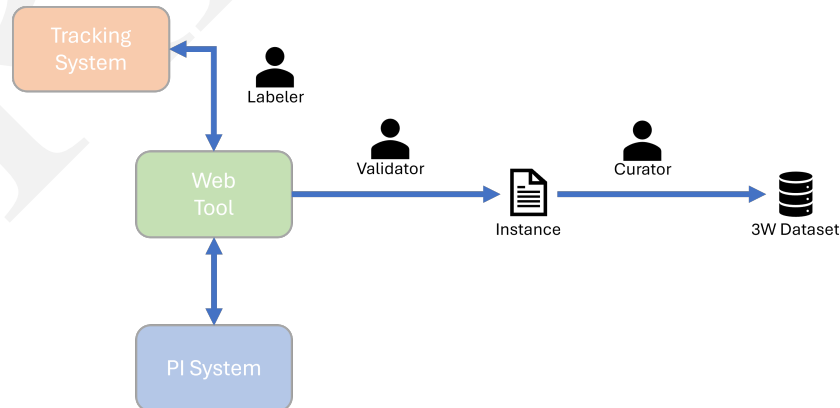 Tracking
System
Labeler
Validator
Curator
Web
Tool
Instance
3W Dataset
PI System